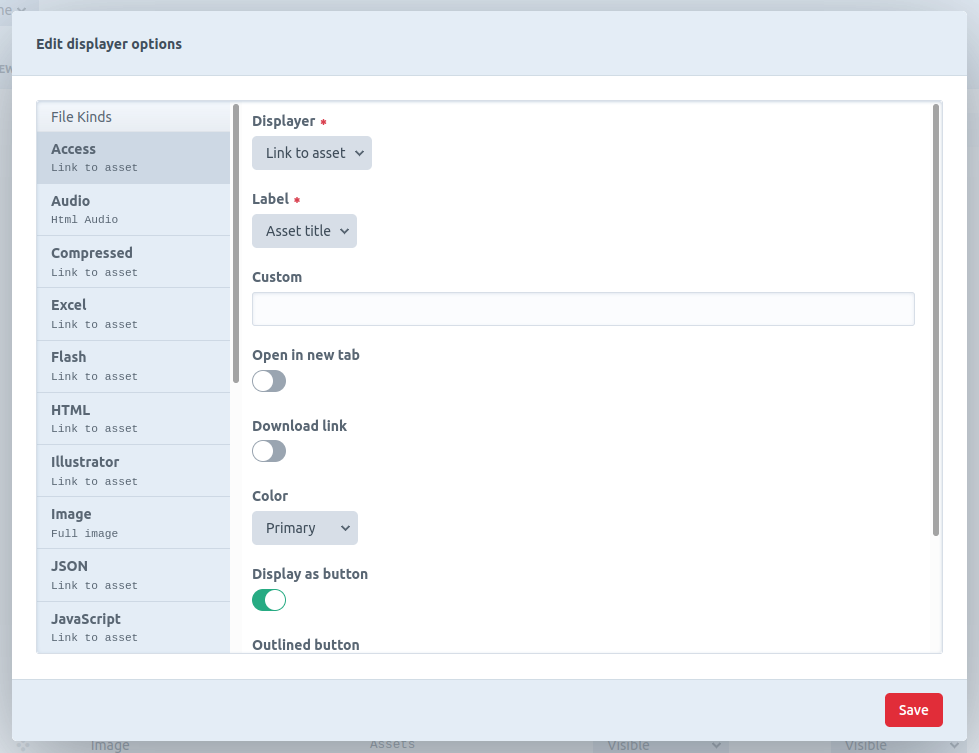 Edit displayer options
File Kinds
Access
Link to asset
Audio
Html Audio
Compressed
Link to asset
Excel
Link to asset
Flash
Link to asset
HTML
Link to asset
Illustrator
Link to asset
Image
Full image
JSON
Link to asset
JavaScript
Link to asset
Displayer *
Link to asset
Label *
Asset title
Custom
Open in new tab
Download link
Color
Primary
Display as button
Outlined button
Save
Image Assets Visible Visible